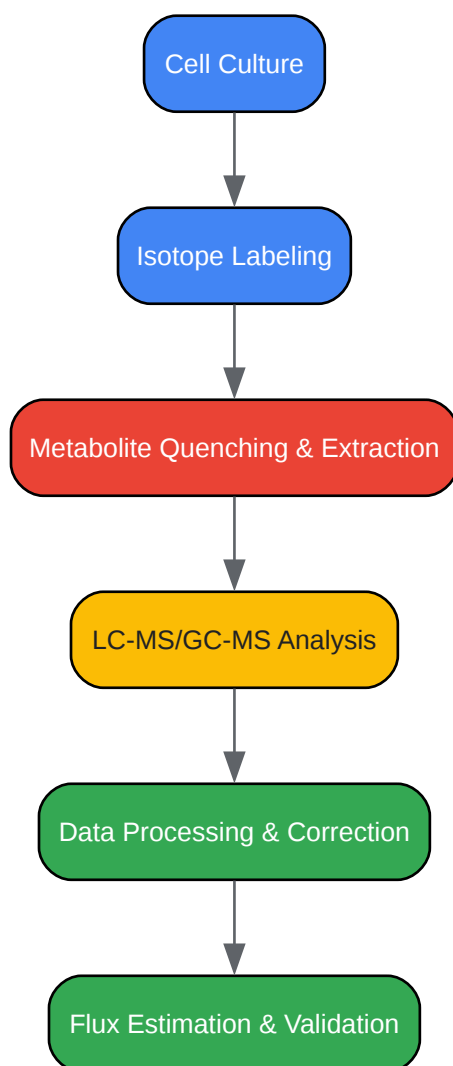 Cell Culture
Isotope Labeling
Metabolite Quenching & Extraction
LC-MS/GC-MS Analysis
Data Processing & Correction
Flux Estimation & Validation